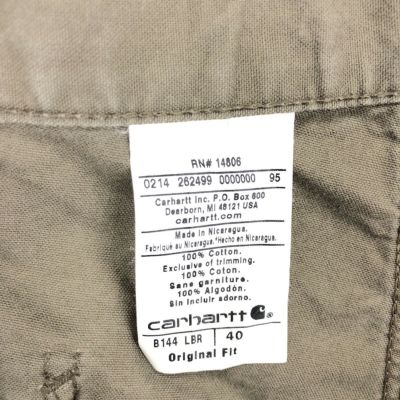 RN# 14806
0214 262499 0000000 95
Carhartt Inc. P.O. Box 600
Dearborn, MI 48121 USA
carhartt.com
Made in Nicaragua.
Fabriqué au Nicaragua.*Hecho en Nicaragua.
100% Cotton.
Exclusive of trimming.
100% Coton.
Sans garniture.
100% Algodón.
Sin incluir adorno.
carhartt
B144 LBR 40
Original Fit